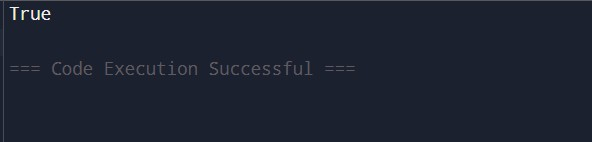 True
=== Code Execution Successful ===